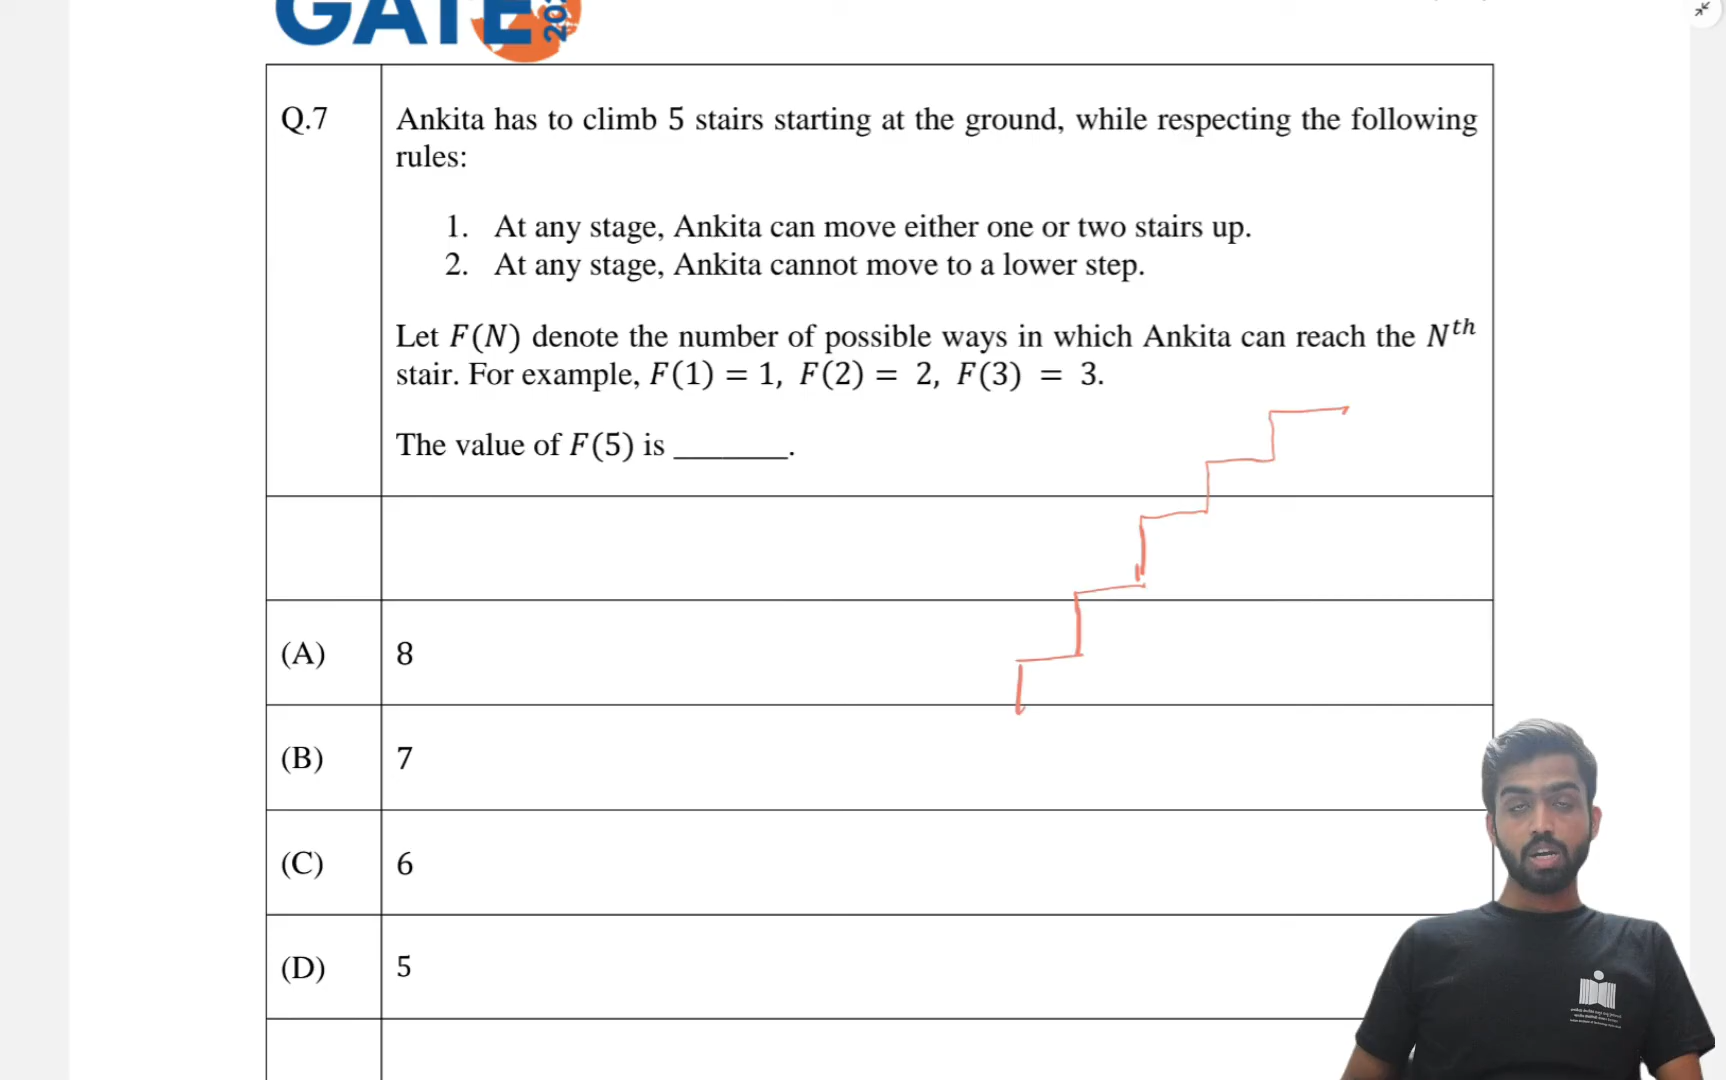 GATE
Q.7
Ankita has to climb 5 stairs starting at the ground, while respecting the following
rules:
1. At any stage, Ankita can move either one or two stairs up.
2. At any stage, Ankita cannot move to a lower step.
Let F(N) denote the number of possible ways in which Ankita can reach the Nᵗʰ
stair. For example, F(1) = 1, F(2) = 2, F(3) = 3.
The value of F(5) is _______.
(A) 8
(B) 7
(C) 6
(D) 5